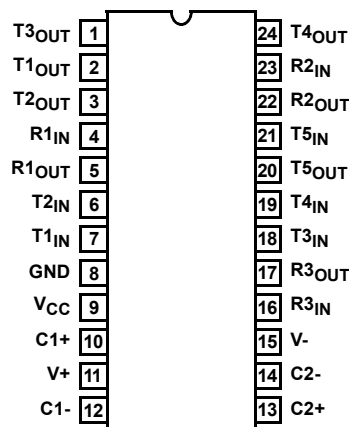 T3OUT 1 24 T4OUT
T1OUT 2 23 R2IN
T2OUT 3 22 R2OUT
R1IN 4 21 T5IN
R1OUT 5 20 T5OUT
T2IN 6 19 T4IN
T1IN 7 18 T3IN
GND 8 17 R3OUT
VCC 9 16 R3IN
C1+ 10 15 V-
V+ 11 14 C2-
C1- 12 13 C2+